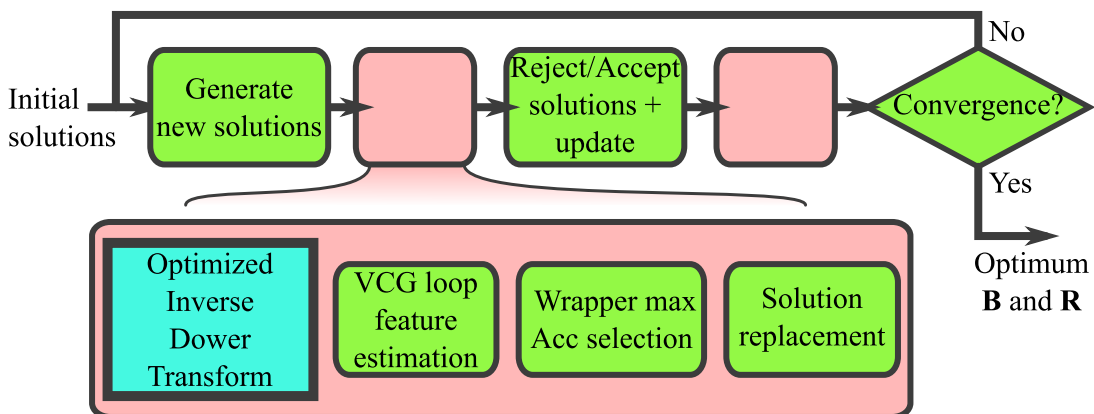 No
Initial
solutions
Generate
new solutions
Reject/Accept
solutions +
update
Convergence?
Yes
Optimum
B and R
Optimized
Inverse
Dower
Transform
VCG loop
feature
estimation
Wrapper max
Acc selection
Solution
replacement